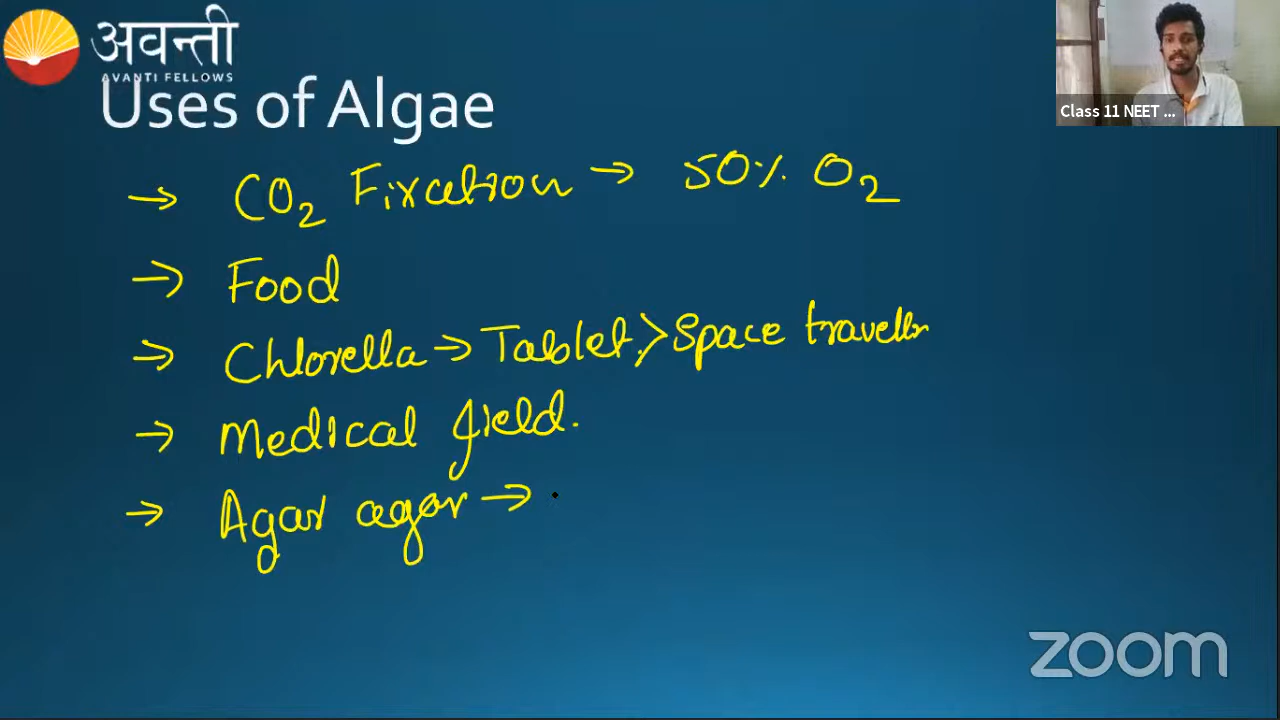 अवन्ती
AVANTI FELLOWS
Uses of Algae
Class 11 NEET ...
→ CO2 Fixation → 50% O2
→ Food
→ Chlorella → Tablet > Space traveller
→ Medical field.
→ Agar agar →
zoom